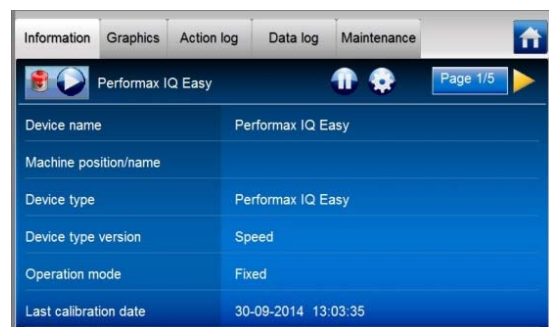 Information Graphics Action log Data log Maintenance
Performax IQ Easy Page 1/5
Device name Performax IQ Easy
Machine position/name
Device type Performax IQ Easy
Device type version Speed
Operation mode Fixed
Last calibration date 30-09-2014 13:03:35